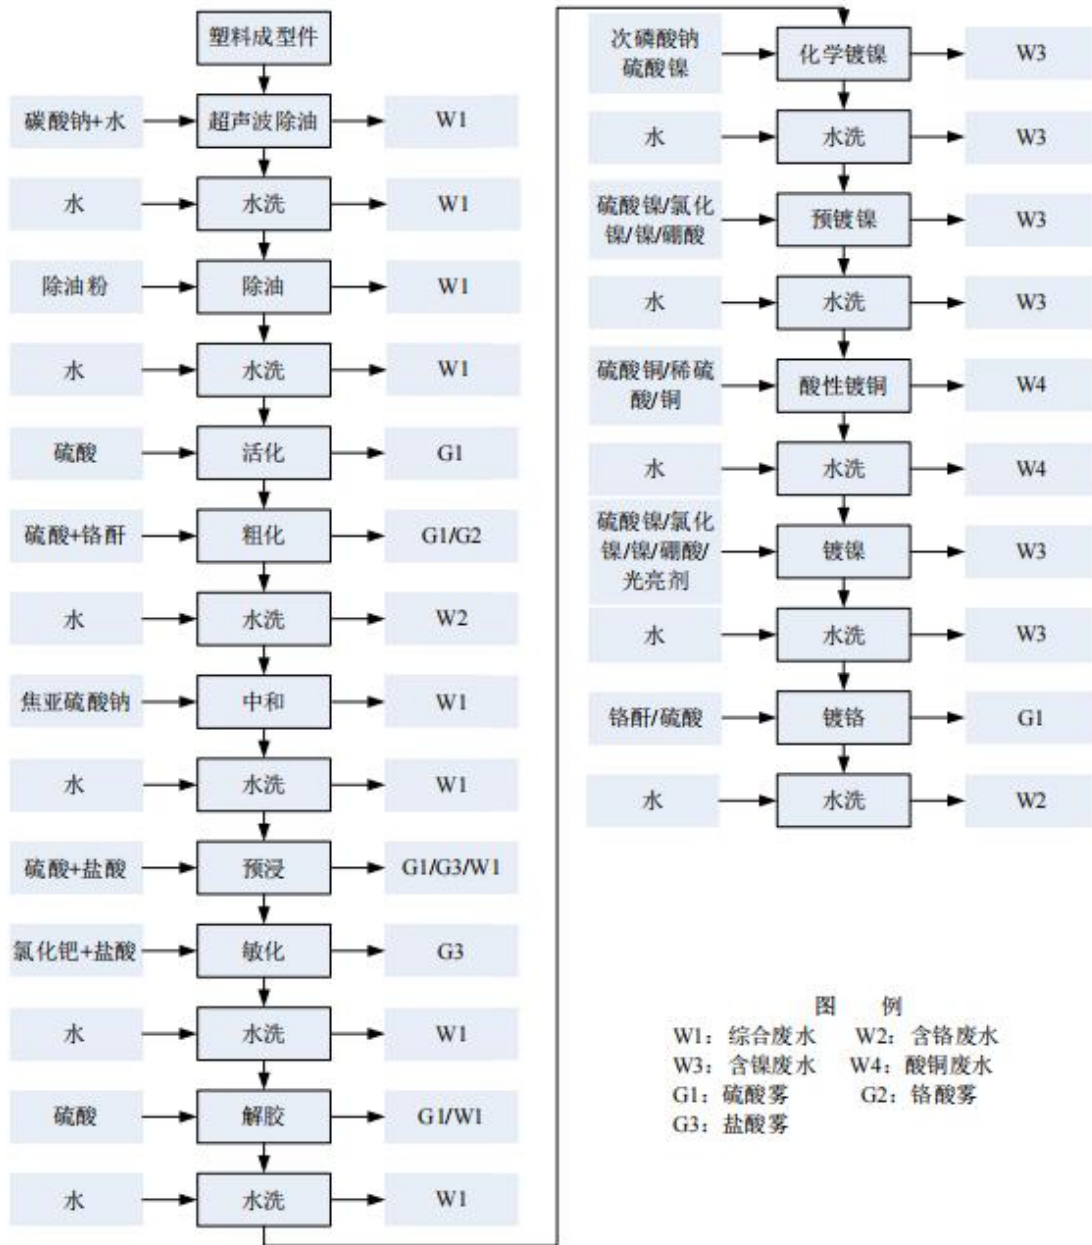 塑料成型件
碳酸钠+水
超声波除油
W1
水
水洗
W1
除油粉
除油
W1
水
水洗
W1
硫酸
活化
G1
硫酸+铬酐
粗化
G1/G2
水
水洗
W2
焦亚硫酸钠
中和
W1
水
水洗
W1
硫酸+盐酸
预浸
G1/G3/W1
氯化钯+盐酸
敏化
G3
水
水洗
W1
硫酸
解胶
G1/W1
水
水洗
W1
次磷酸钠
硫酸镍
化学镀镍
W3
水
水洗
W3
硫酸镍/氯化
镍/镍/硼酸
预镀镍
W3
水
水洗
W3
硫酸铜/稀硫
酸/铜
酸性镀铜
W4
水
水洗
W4
硫酸镍/氯化
镍/镍/硼酸/
光亮剂
镀镍
W3
水
水洗
W3
铬酐/硫酸
镀铬
G1
水
水洗
W2
图 例
W1：综合废水 W2：含铬废水
W3：含镍废水 W4：酸铜废水
G1：硫酸雾 G2：铬酸雾
G3：盐酸雾